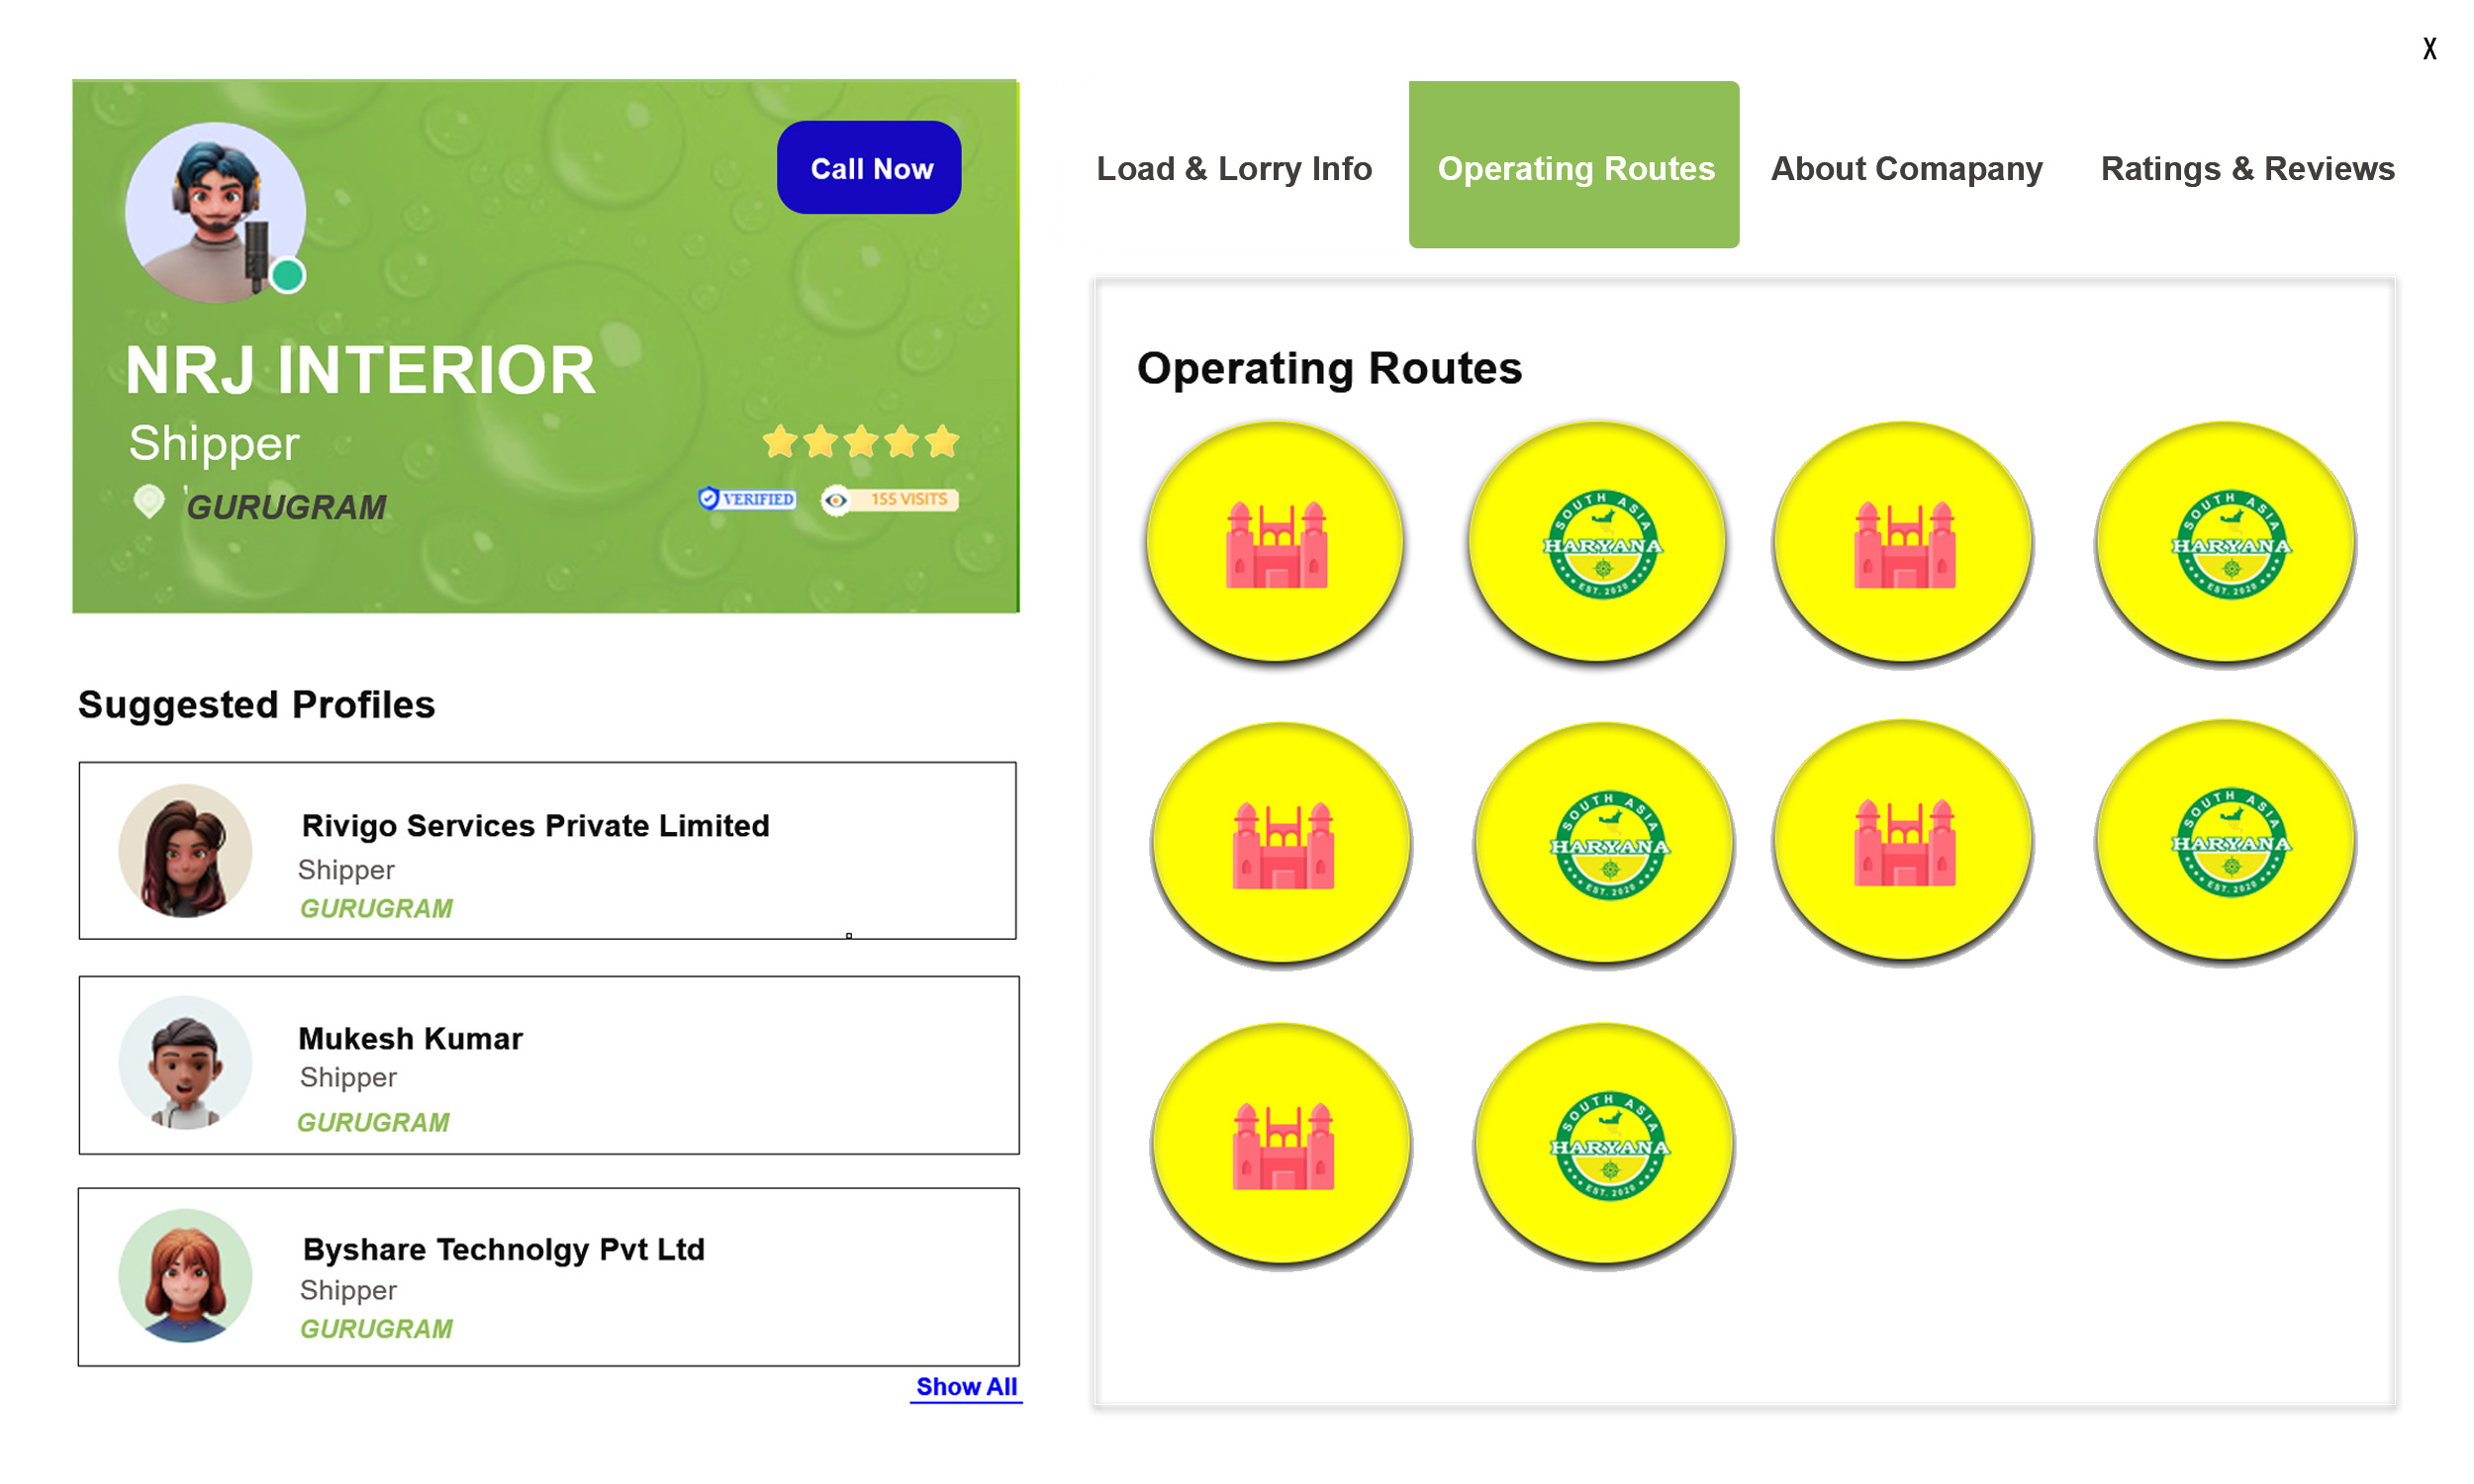 X
Call Now
NRJ INTERIOR
Shipper
GURUGRAM
VERIFIED
155 VISITS
Suggested Profiles
Rivigo Services Private Limited
Shipper
GURUGRAM
Mukesh Kumar
Shipper
GURUGRAM
Byshare Technolgy Pvt Ltd
Shipper
GURUGRAM
Show All
Load & Lorry Info
Operating Routes
About Comapany
Ratings & Reviews
Operating Routes
SOUTH ASIA
HARYANA
EST. 2020
SOUTH ASIA
HARYANA
EST. 2020
SOUTH ASIA
HARYANA
EST. 2020
SOUTH ASIA
HARYANA
EST. 2020
SOUTH ASIA
HARYANA
EST. 2020